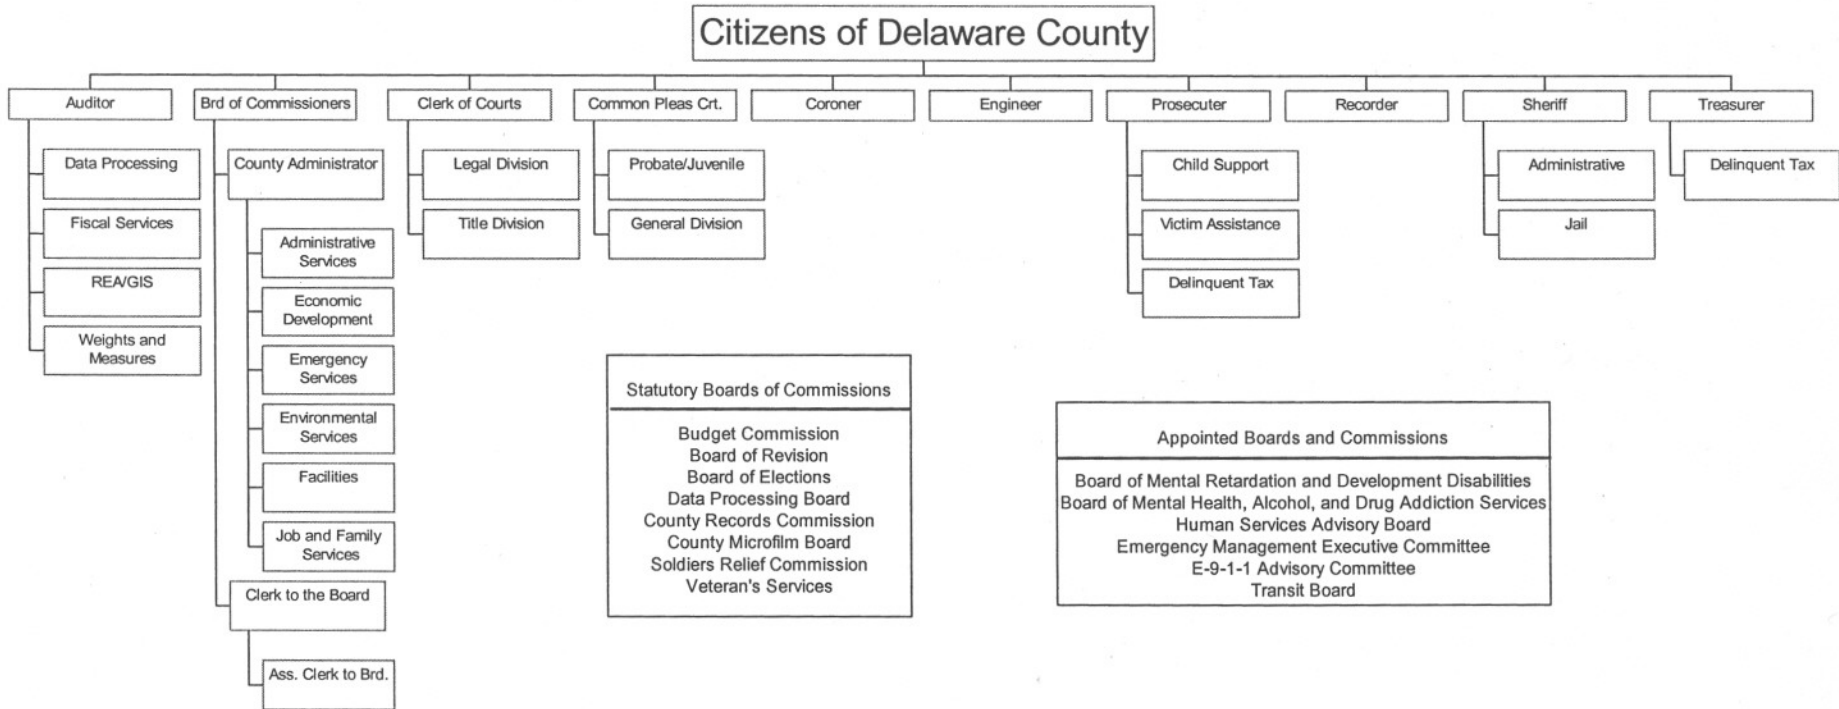 Citizens of Delaware County
Auditor
Brd of Commissioners
Clerk of Courts
Common Pleas Crt.
Coroner
Engineer
Prosecuter
Recorder
Sheriff
Treasurer
Data Processing
Fiscal Services
REA/GIS
Weights and
Measures
County Administrator
Administrative
Services
Economic
Development
Emergency
Services
Environmental
Services
Facilities
Job and Family
Services
Clerk to the Board
Ass. Clerk to Brd.
Legal Division
Title Division
Probate/Juvenile
General Division
Child Support
Victim Assistance
Delinquent Tax
Administrative
Jail
Delinquent Tax
Statutory Boards of Commissions
Budget Commission
Board of Revision
Board of Elections
Data Processing Board
County Records Commission
County Microfilm Board
Soldiers Relief Commission
Veteran's Services
Appointed Boards and Commissions
Board of Mental Retardation and Development Disabilities
Board of Mental Health, Alcohol, and Drug Addiction Services
Human Services Advisory Board
Emergency Management Executive Committee
E-9-1-1 Advisory Committee
Transit Board